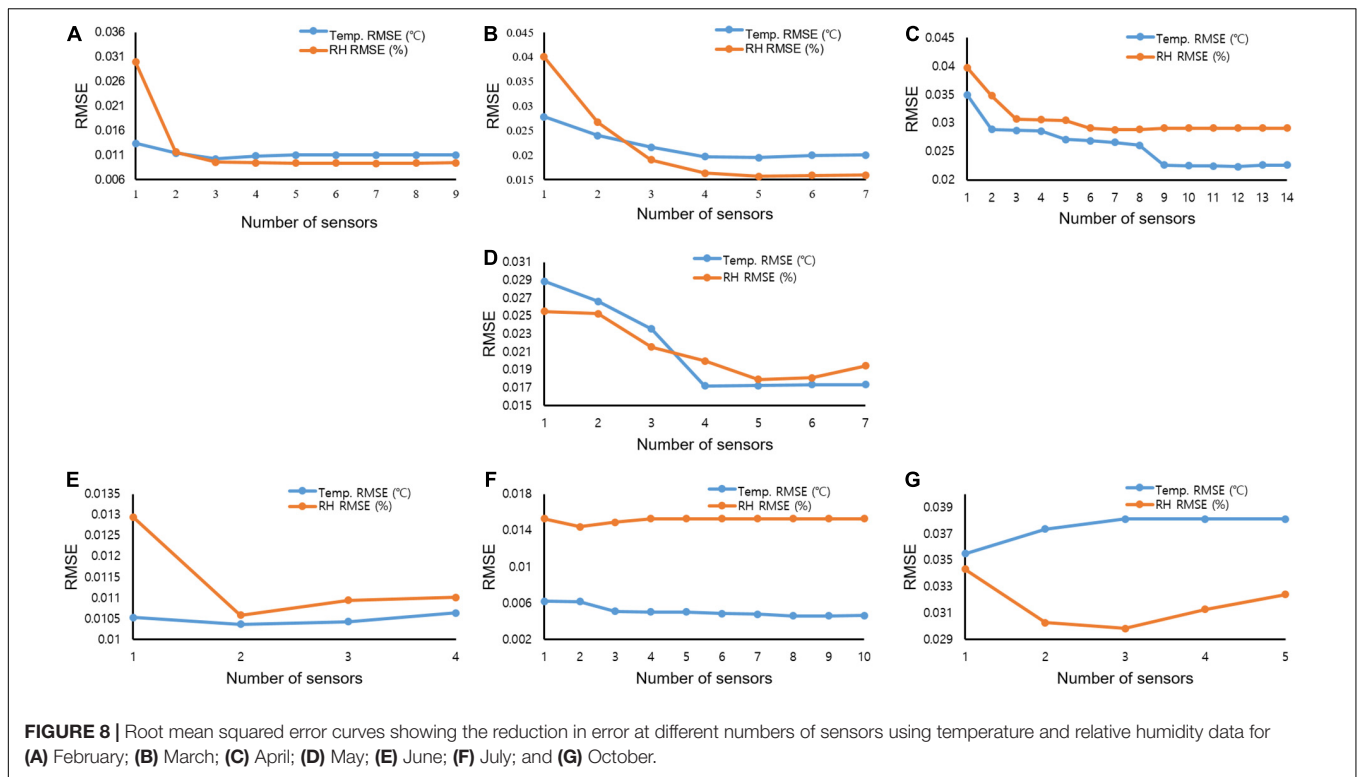 A
Temp. RMSE (℃)
RH RMSE (%)
0.036
0.031
0.026
0.021
0.016
0.011
0.006
RMSE
1 2 3 4 5 6 7 8 9
Number of sensors
B
Temp. RMSE (℃)
RH RMSE (%)
0.045
0.04
0.035
0.03
0.025
0.02
0.015
RMSE
1 2 3 4 5 6 7
Number of sensors
C
Temp. RMSE (℃)
RH RMSE (%)
0.045
0.04
0.035
0.03
0.025
0.02
RMSE
1 2 3 4 5 6 7 8 9 10 11 12 13 14
Number of sensors
D
Temp. RMSE (℃)
RH RMSE (%)
0.031
0.029
0.027
0.025
0.023
0.021
0.019
0.017
0.015
RMSE
1 2 3 4 5 6 7
Number of sensors
E
Temp. RMSE (℃)
RH RMSE (%)
0.0135
0.013
0.0125
0.012
0.0115
0.011
0.0105
0.01
RMSE
1 2 3 4
Number of sensors
F
Temp. RMSE (℃)
RH RMSE (%)
0.018
0.014
0.01
0.006
0.002
RMSE
1 2 3 4 5 6 7 8 9 10
Number of sensors
G
Temp. RMSE (℃)
RH RMSE (%)
0.039
0.037
0.035
0.033
0.031
0.029
RMSE
1 2 3 4 5
Number of sensors
FIGURE 8 | Root mean squared error curves showing the reduction in error at different numbers of sensors using temperature and relative humidity data for
(A) February; (B) March; (C) April; (D) May; (E) June; (F) July; and (G) October.